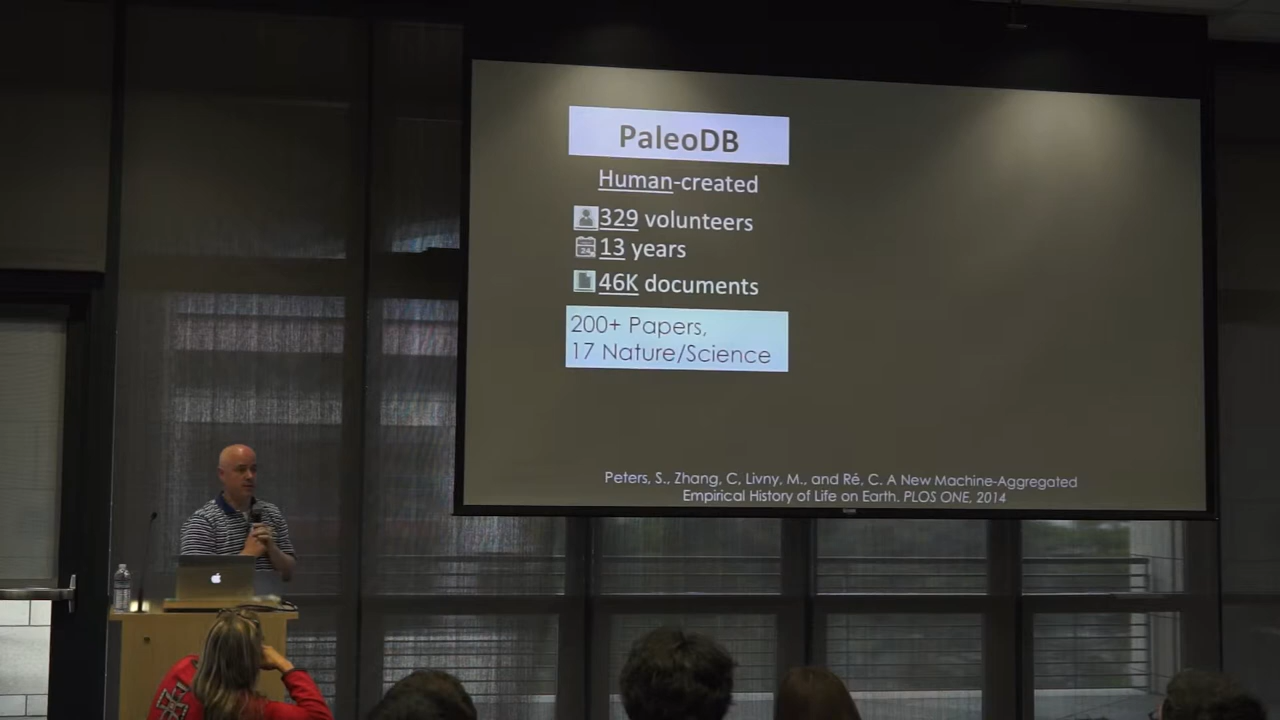 PaleoDB
Human-created
329 volunteers
13 years
46K documents
200+ Papers,
17 Nature/Science
Peters, S., Zhang, C, Livny, M., and Ré, C. A New Machine-Aggregated
Empirical History of Life on Earth. PLOS ONE, 2014